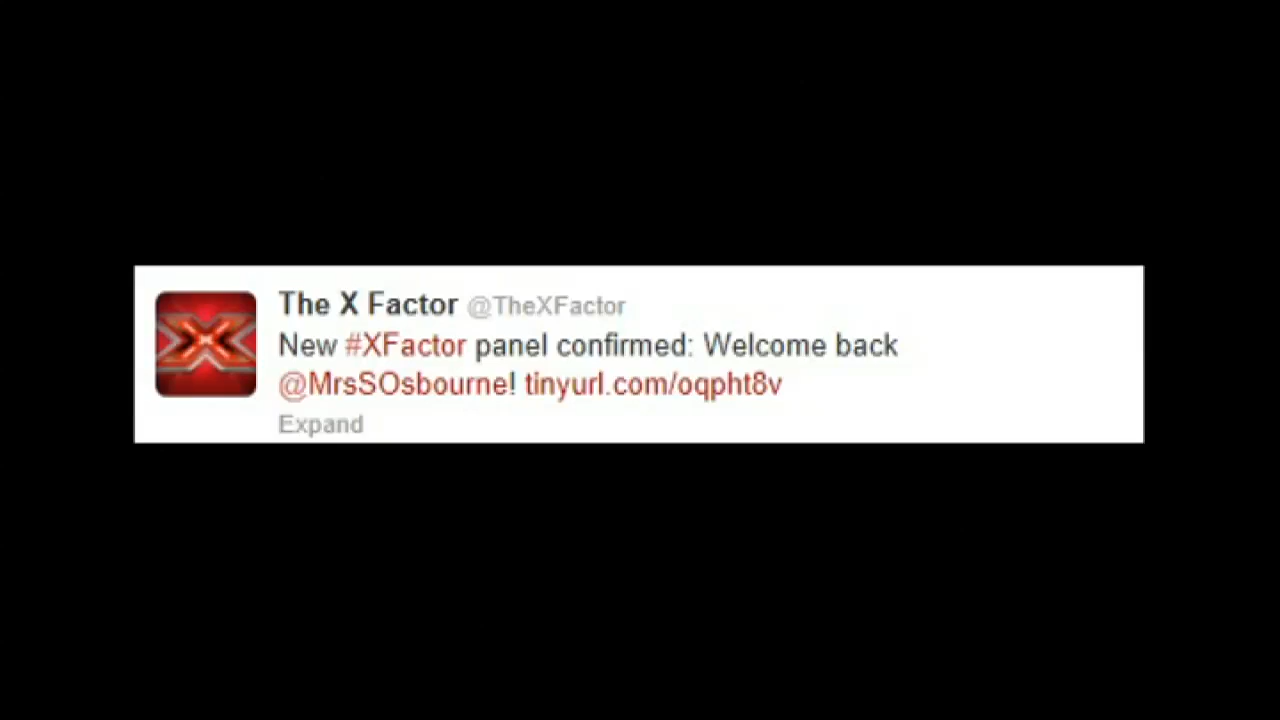 The X Factor @TheXFactor
New #XFactor panel confirmed: Welcome back
@MrsSOsbourne! tinyurl.com/oqpht8v
Expand